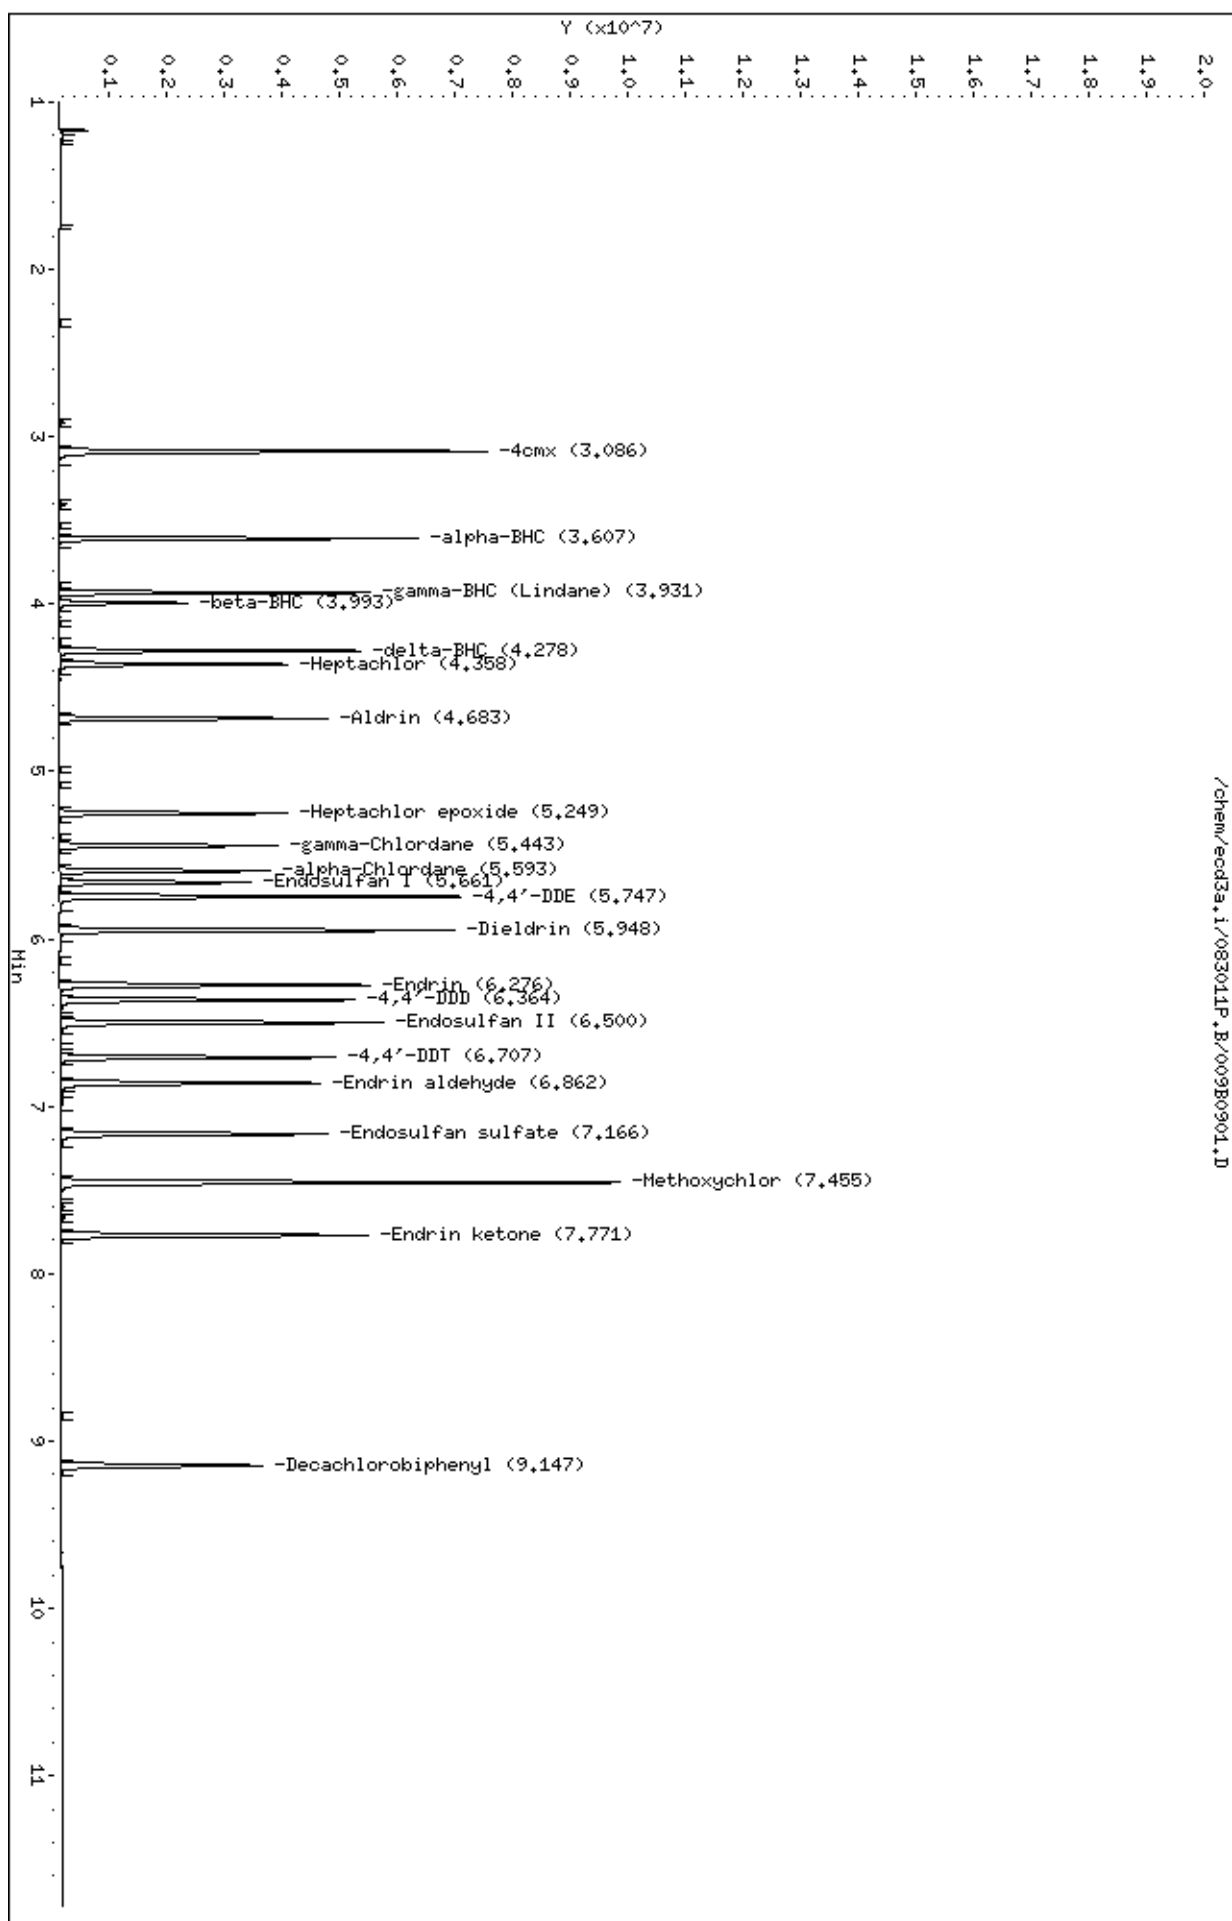 Y (x10^7)
0.1
0.2
0.3
0.4
0.5
0.6
0.7
0.8
0.9
1.0
1.1
1.2
1.3
1.4
1.5
1.6
1.7
1.8
1.9
2.0
1
2
3
4
5
6
7
8
9
10
11
Min
-4cmx (3.086)
-alpha-BHC (3.607)
-gamma-BHC (Lindane) (3.931)
-beta-BHC (3.993)
-delta-BHC (4.278)
-Heptachlor (4.358)
-Aldrin (4.683)
-Heptachlor epoxide (5.249)
-gamma-Chlordane (5.443)
-alpha-Chlordane (5.593)
-Endosulfan I (5.661)
-4,4'-DDE (5.747)
-Dieldrin (5.948)
-Endrin (6.276)
-4,4'-DDD (6.364)
-Endosulfan II (6.500)
-4,4'-DDT (6.707)
-Endrin aldehyde (6.862)
-Endosulfan sulfate (7.166)
-Methoxychlor (7.455)
-Endrin ketone (7.771)
-Decachlorobiphenyl (9.147)
/chem/ecd3a.i/083011P.B/009B0901.D